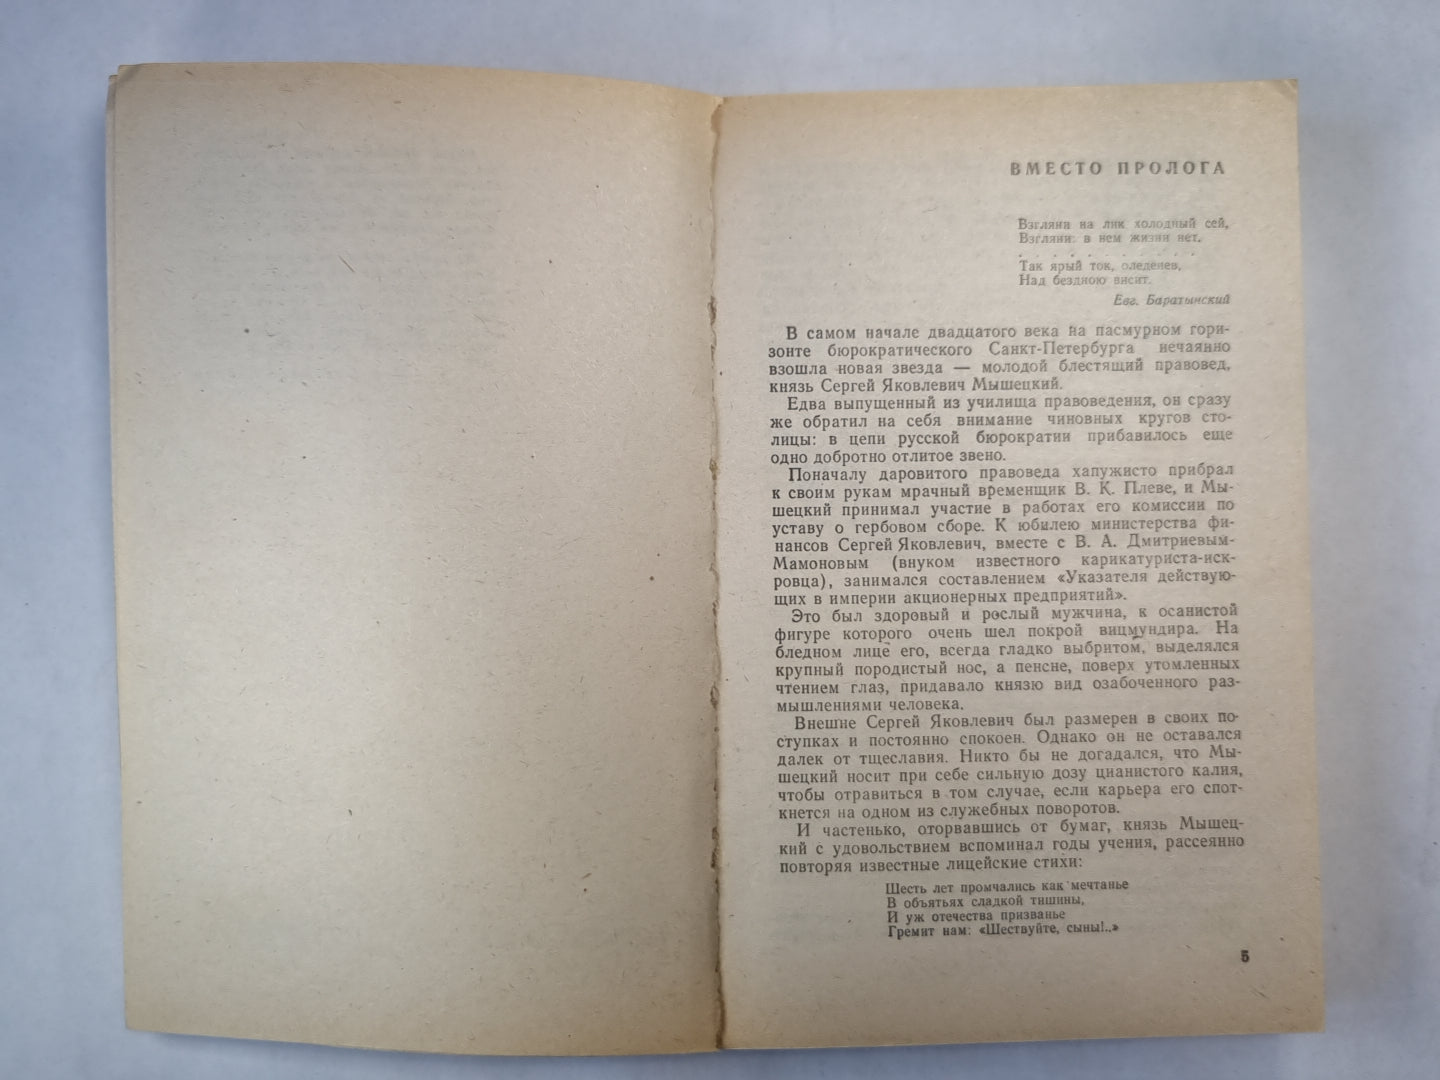 ВМЕСТО ПРОЛОГА
Взгляни на лик холодный сей,
Взгляни: в нем жизни нет.
. . . . . . . . . .
Так ярый ток, оледенев,
Над бездною висит.
Евг. Баратынский
В самом начале двадцатого века на пасмурном гори-
зонте бюрократического Санкт-Петербурга нечаянно
взошла новая звезда — молодой блестящий правовед,
князь Сергей Яковлевич Мышецкий.
Едва выпущенный из училища правоведения, он сразу
же обратил на себя внимание чиновных кругов сто-
лицы: в цепи русской бюрократии прибавилось еще
одно добротно отлитое звено.
Поначалу даровитого правоведа хапужисто прибрал
к своим рукам мрачный временщик В. К. Плеве, и Мы-
шецкий принимал участие в работах его комиссии по
уставу о гербовом сборе. К юбилею министерства фи-
нансов Сергей Яковлевич, вместе с В. А. Дмитриевым-
Мамоновым (внуком известного карикатуриста-иск-
ровца), занимался составлением «Указателя действую-
щих в империи акционерных предприятий».
Это был здоровый и рослый мужчина, к осанистой
фигуре которого очень шел покрой вицмундира. На
бледном лице его, всегда гладко выбритом, выделялся
крупный породистый нос, а пенсне, поверх утомленных
чтением глаз, придавало князю вид озабоченного раз-
мышлениями человека.
Внешне Сергей Яковлевич был размерен в своих по-
ступках и постоянно спокоен. Однако он не оставался
далек от тщеславия. Никто бы не догадался, что Мы-
шецкий носит при себе сильную дозу цианистого калия,
чтобы отравиться в том случае, если карьера его спот-
кнется на одном из служебных поворотов.
И частенько, оторвавшись от бумаг, князь Мышец-
кий с удовольствием вспоминал годы учения, рассеянно
повторяя известные лицейские стихи:
Шесть лет промчались как мечтанье
В объятьях сладкой тишины,
И уж отечества призванье
Гремит нам: «Шествуйте, сыны!..»
5